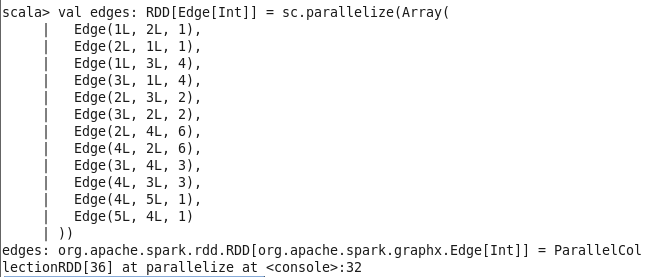 scala> val edges: RDD[Edge[Int]] = sc.parallelize(Array(
     |   Edge(1L, 2L, 1),
     |   Edge(2L, 1L, 1),
     |   Edge(1L, 3L, 4),
     |   Edge(3L, 1L, 4),
     |   Edge(2L, 3L, 2),
     |   Edge(3L, 2L, 2),
     |   Edge(2L, 4L, 6),
     |   Edge(4L, 2L, 6),
     |   Edge(3L, 4L, 3),
     |   Edge(4L, 3L, 3),
     |   Edge(4L, 5L, 1),
     |   Edge(5L, 4L, 1)
     | ))
edges: org.apache.spark.rdd.RDD[org.apache.spark.graphx.Edge[Int]] = ParallelCol
lectionRDD[36] at parallelize at <console>:32